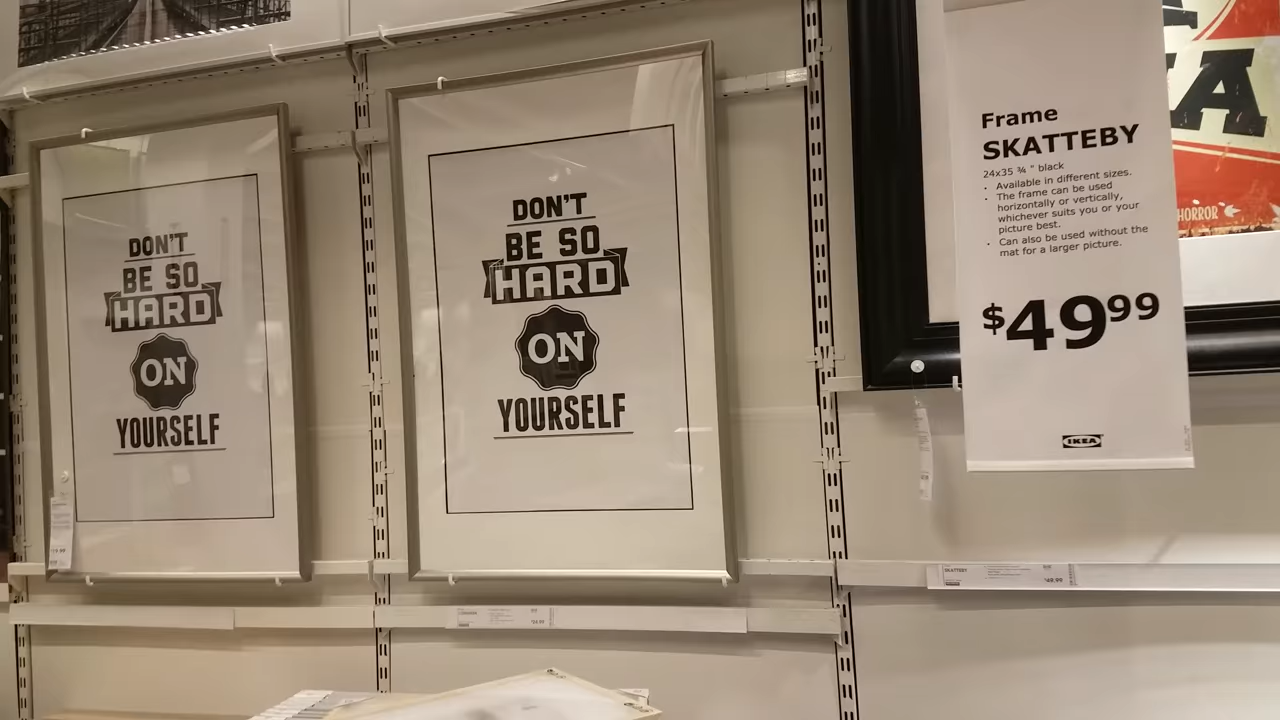 DON'T
BE SO
HARD
ON
YOURSELF
DON'T
BE SO
HARD
ON
YOURSELF
Frame
SKATTEBY
24x35 ¾ " black
• Available in different sizes.
• The frame can be used
horizontally or vertically,
whichever suits you or your
picture best.
• Can also be used without the
mat for a larger picture.
$4999
IKEA
A
HORROR
SKATTEBY